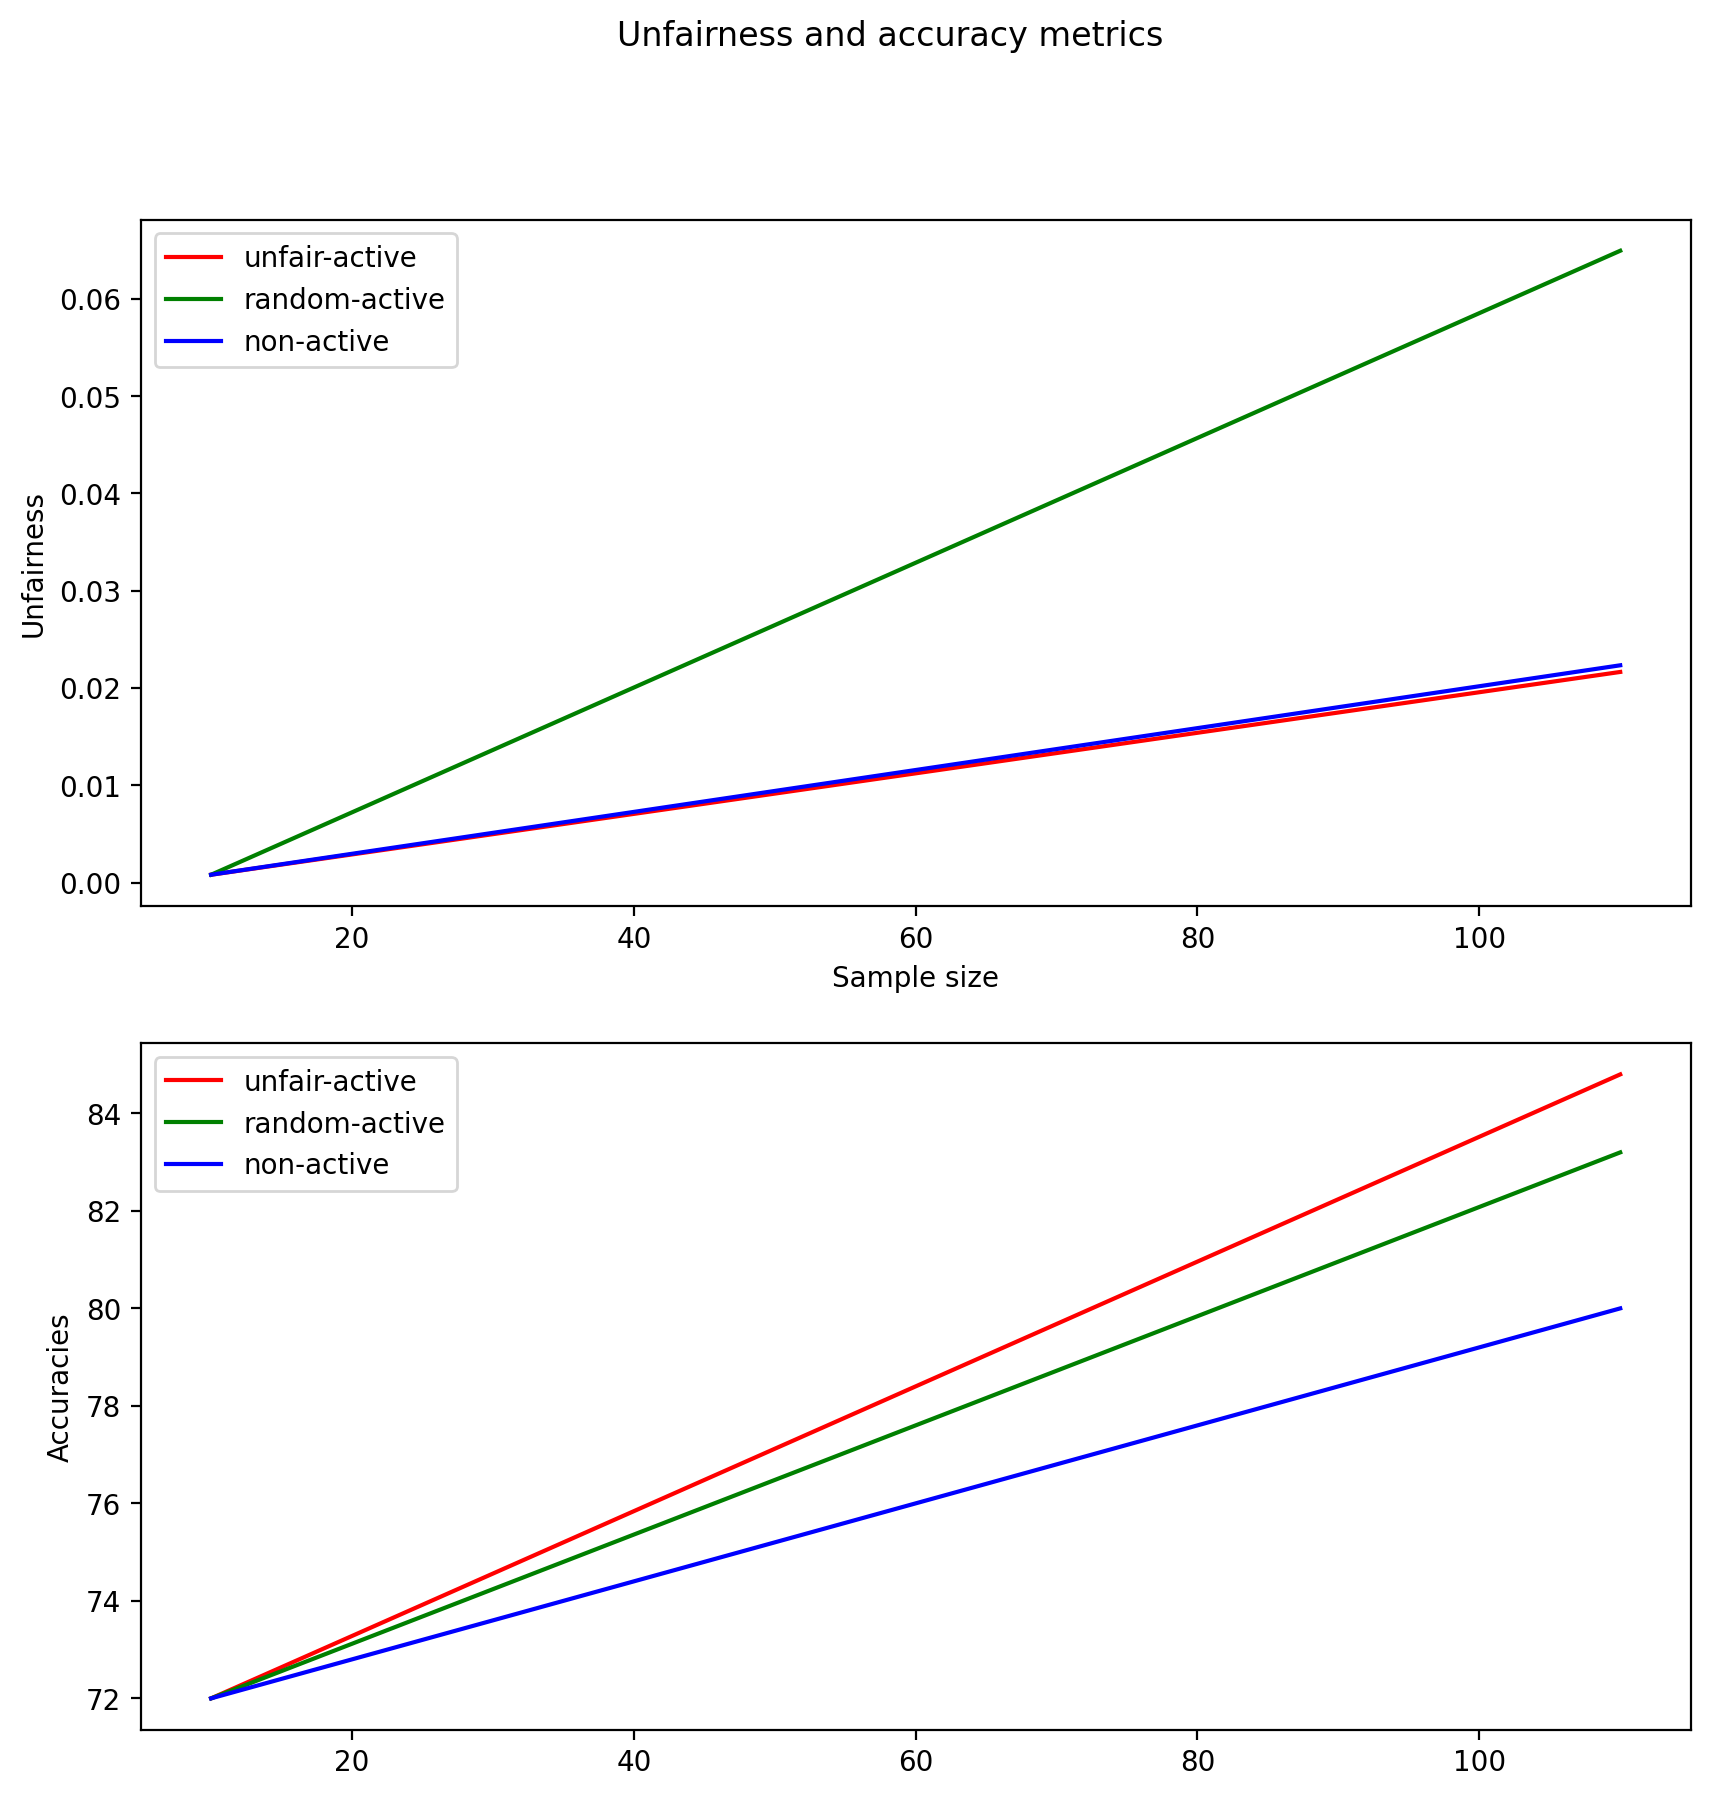 Unfairness and accuracy metrics
unfair-active
random-active
non-active
0.06
0.05
0.04
0.03
0.02
0.01
0.00
Unfairness
20 40 60 80 100
Sample size
unfair-active
random-active
non-active
84
82
80
78
76
74
72
Accuracies
20 40 60 80 100